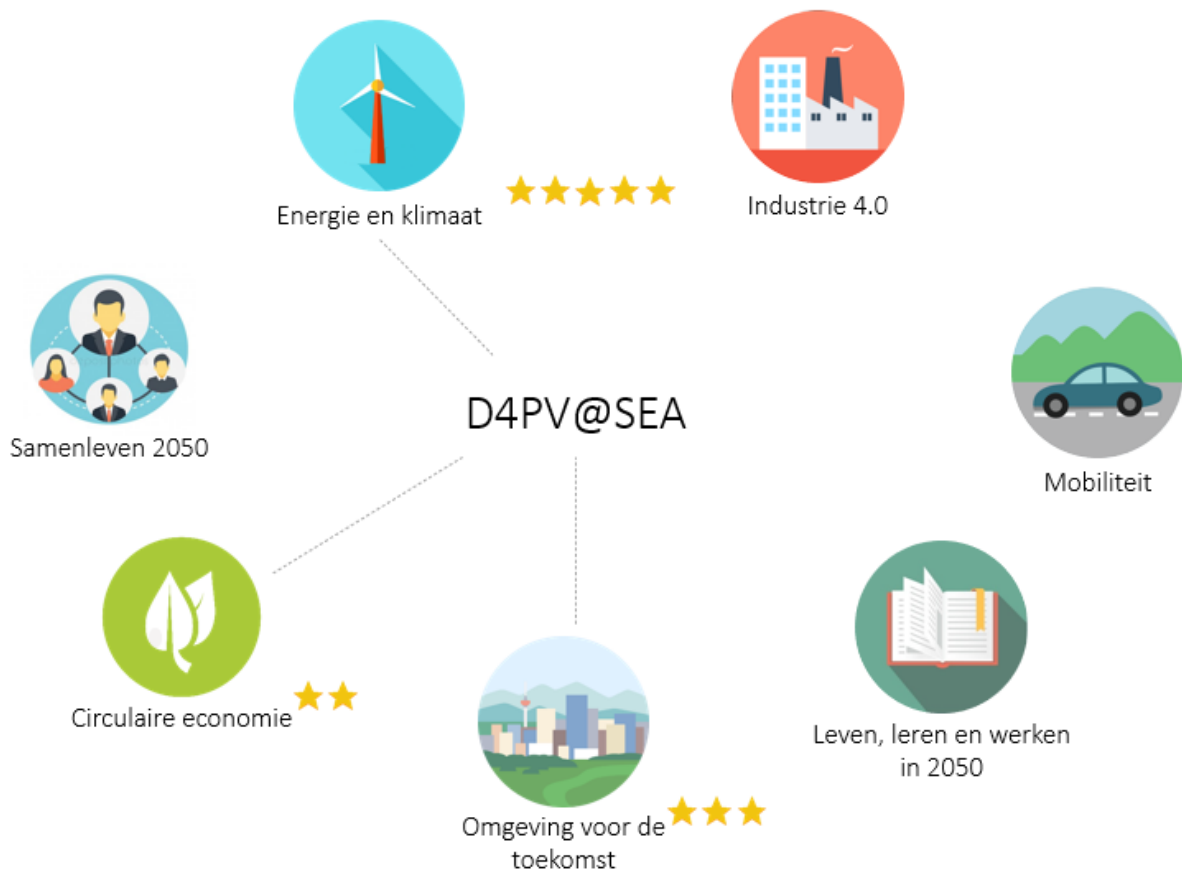 Energie en klimaat
Industrie 4.0
Samenleven 2050
D4PV@SEA
Mobiliteit
Circulaire economie
Leven, leren en werken
in 2050
Omgeving voor de
toekomst